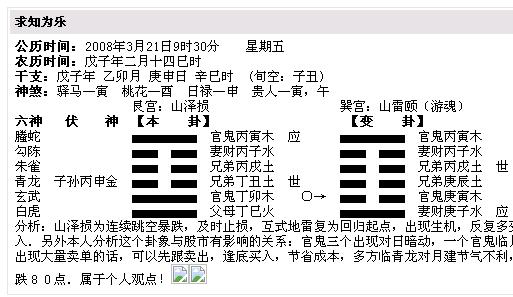 求知为乐
公历时间：2008年3月21日9时30分　　星期五
农历时间：戊子年二月十四巳时
干支：戊子年 乙卯月 庚申日 辛巳时 （旬空：子丑）
神煞：驿马—寅　桃花—酉　日禄—申　贵人—寅，午
艮宫：山泽损　　巽宫：山雷颐（游魂）
六神　伏　神　【本　卦】　　【变　卦】
螣蛇　官鬼丙寅木　应　官鬼丙寅木
勾陈　妻财丙子水　妻财丙子水
朱雀　兄弟丙戌土　兄弟丙戌土　世
青龙　子孙丙申金　兄弟丁丑土　世　兄弟庚辰土
玄武　官鬼丁卯木　○→　官鬼庚寅木
白虎　父母丁巳火　妻财庚子水　应
分析：山泽损为连续跳空暴跌，及时止损，互式地雷复为回归起点，出现生机，反复多
入．另外本人分析这个卦象与股市有影响的关系：官鬼三个出现对日暗动，一个官鬼临月
出现大量卖单的话，可以先跟卖出，逢底买入，节省成本，多方临青龙对月建节气不利，
跌８０点．属于个人观点！